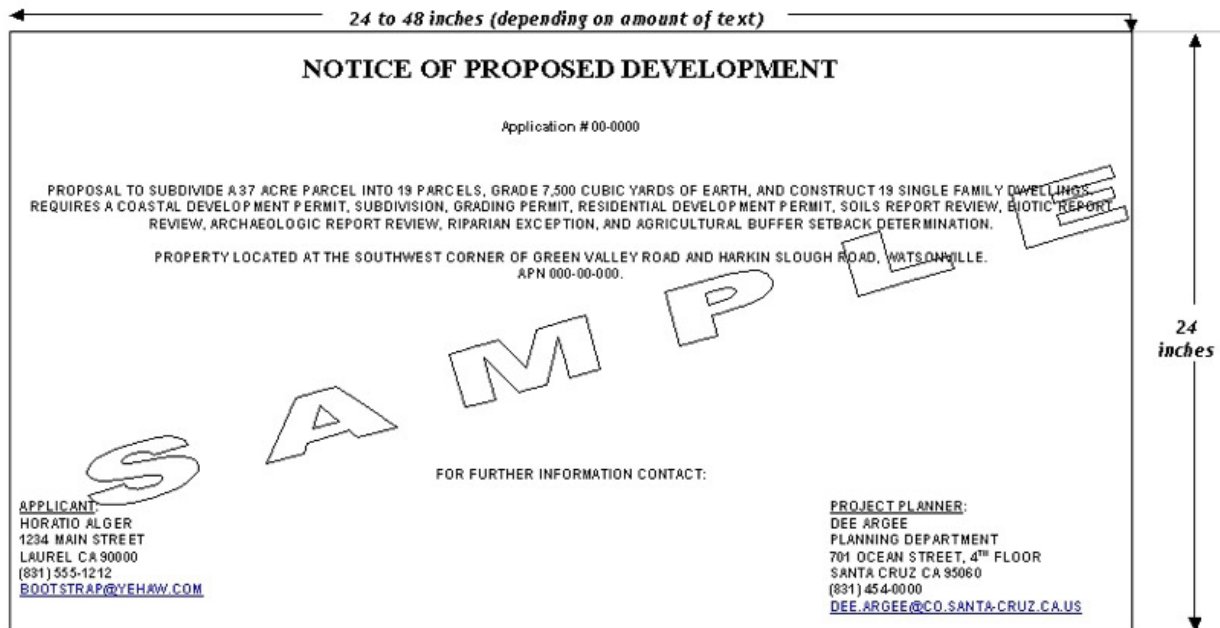 24 to 48 inches (depending on amount of text)
NOTICE OF PROPOSED DEVELOPMENT
Application # 00-0000
PROPOSAL TO SUBDIVIDE A 37 ACRE PARCEL INTO 19 PARCELS, GRADE 7,500 CUBIC YARDS OF EARTH, AND CONSTRUCT 19 SINGLE FAMILY DWELLINGS.
REQUIRES A COASTAL DEVELOPMENT PERMIT, SUBDIVISION, GRADING PERMIT, RESIDENTIAL DEVELOPMENT PERMIT, SOILS REPORT REVIEW, BIOTIC REPORT
REVIEW, ARCHAEOLOGIC REPORT REVIEW, RIPARIAN EXCEPTION, AND AGRICULTURAL BUFFER SETBACK DETERMINATION.
PROPERTY LOCATED AT THE SOUTHWEST CORNER OF GREEN VALLEY ROAD AND HARKIN SLOUGH ROAD, WATSONVILLE.
APN 000-00-000.
SAMPLE
24
inches
FOR FURTHER INFORMATION CONTACT:
APPLICANT:
HORATIO ALGER
1234 MAIN STREET
LAUREL CA 90000
(831) 555-1212
BOOTSTRAP@YEHAW.COM
PROJECT PLANNER:
DEE ARGEE
PLANNING DEPARTMENT
701 OCEAN STREET, 4TH FLOOR
SANTA CRUZ CA 95060
(831) 454-0000
DEE.ARGEE@CO.SANTA-CRUZ.CA.US